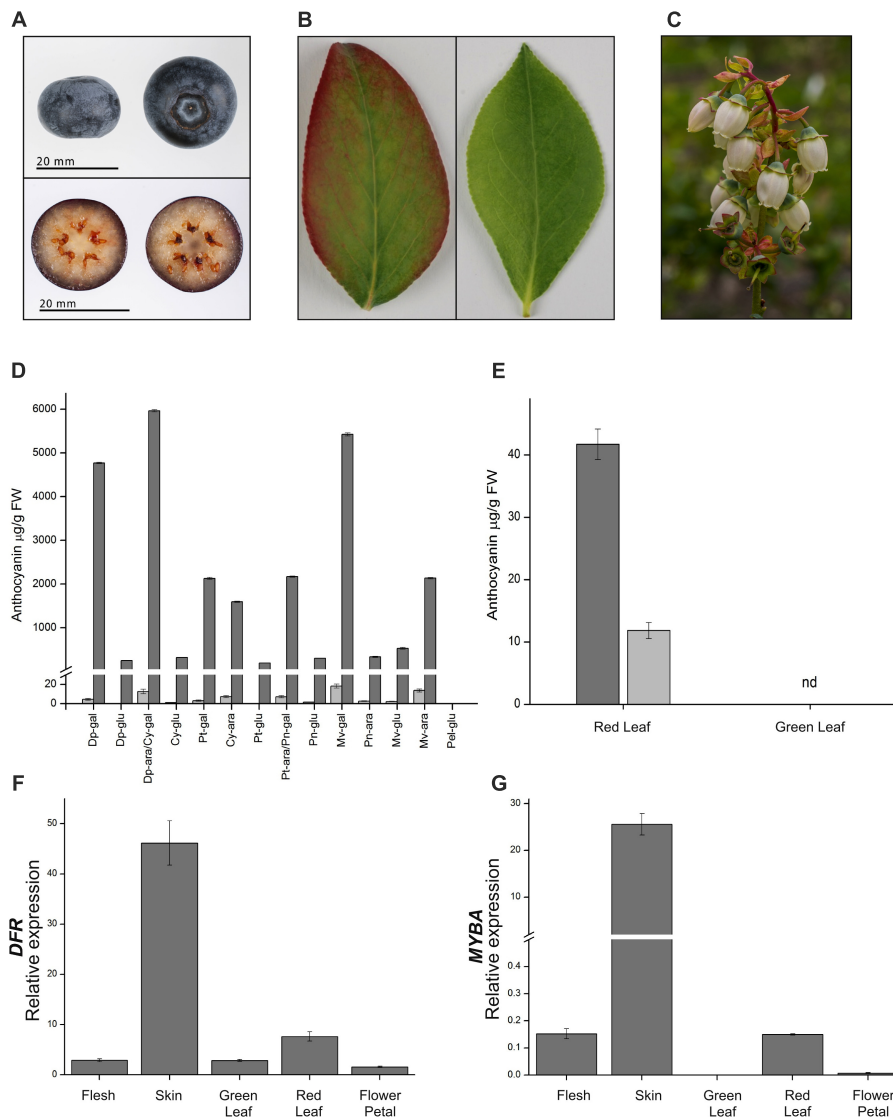 A
B
C
20 mm
20 mm
D
Anthocyanin µg/g FW
6000
5000
4000
3000
2000
1000
20
0
Dp-gal
Dp-glu
Dp-ara/Cy-gal
Cy-glu
Pt-gal
Cy-ara
Pt-glu
Pt-ara/Pn-gal
Pn-glu
Mv-gal
Pn-ara
Mv-glu
Mv-ara
Pel-glu
E
Anthocyanin µg/g FW
40
30
20
10
0
nd
Red Leaf
Green Leaf
F
DFR
Relative expression
50
40
30
20
10
0
Flesh
Skin
Green
Leaf
Red
Leaf
Flower
Petal
G
MYBA
Relative expression
30
20
10
0.4
0.3
0.2
0.1
0.0
Flesh
Skin
Green
Leaf
Red
Leaf
Flower
Petal